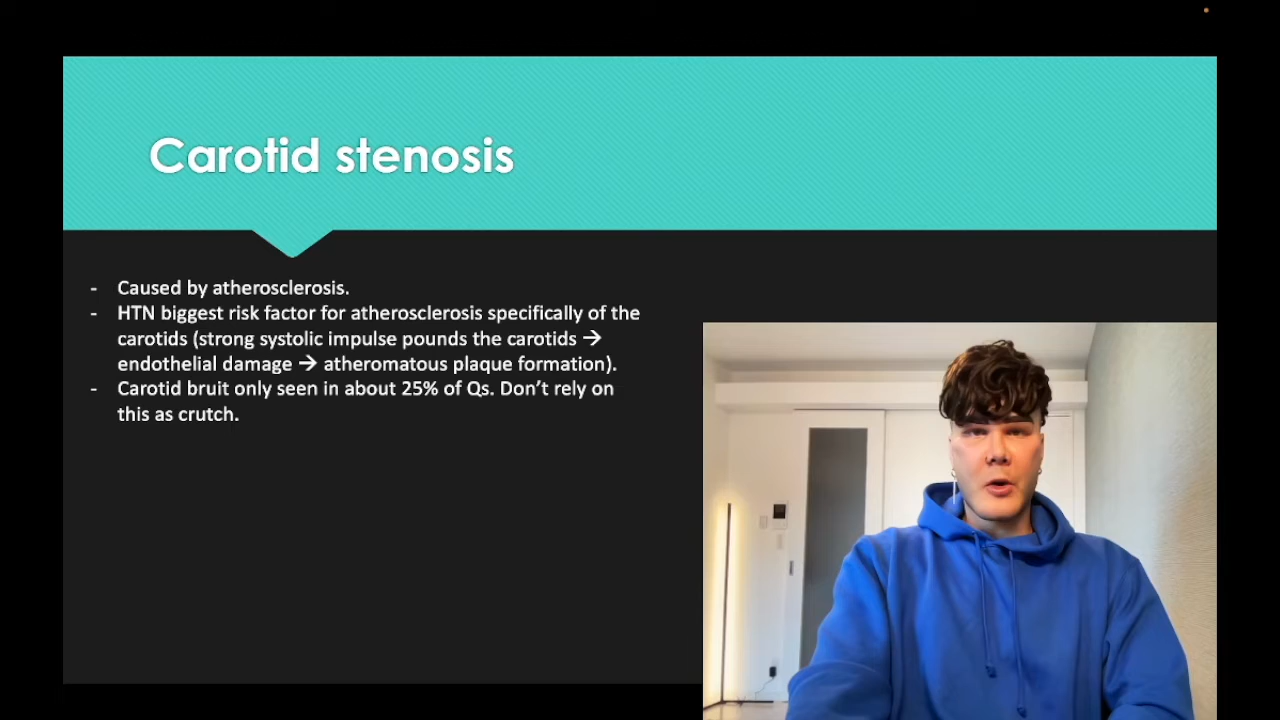 Carotid stenosis
- Caused by atherosclerosis.
- HTN biggest risk factor for atherosclerosis specifically of the
carotids (strong systolic impulse pounds the carotids →
endothelial damage → atheromatous plaque formation).
- Carotid bruit only seen in about 25% of Qs. Don’t rely on
this as crutch.